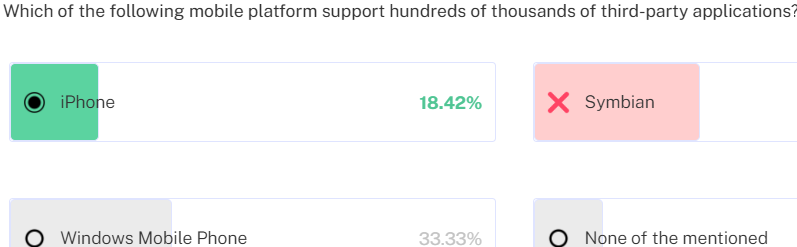 Which of the following mobile platform support hundreds of thousands of third-party applications?
iPhone 18.42% Symbian
Windows Mobile Phone 33.33% None of the mentioned